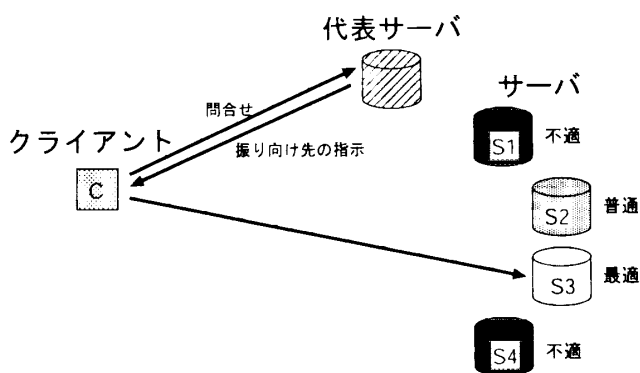 代表サーバ
サーバ
問合せ
クライアント
振り向け先の指示
S1 不適
C
S2 普通
S3 最適
S4 不適